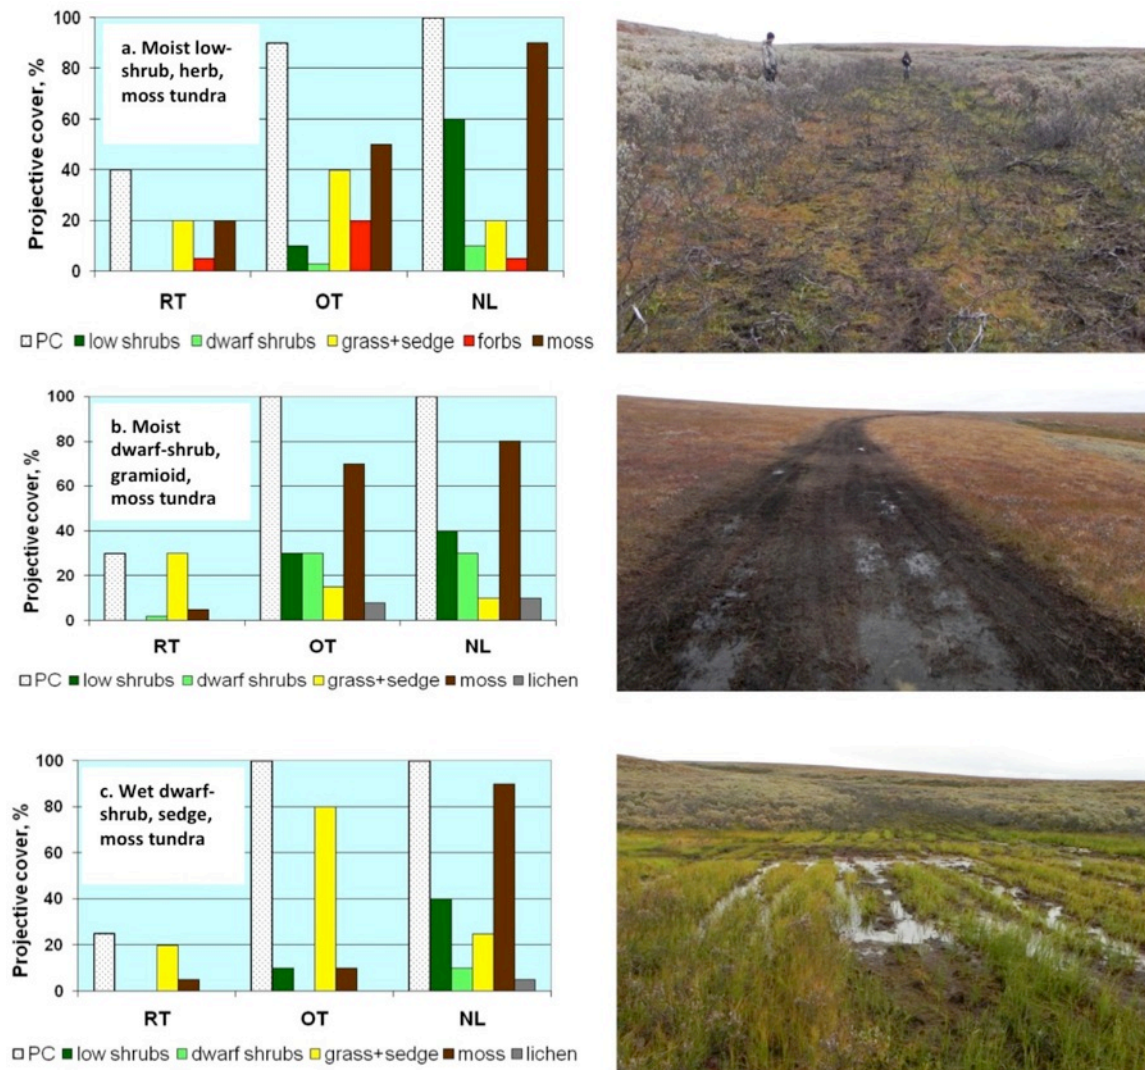 100
80
60
40
20
0
Projective cover, %
a. Moist low-
shrub, herb,
moss tundra
RT OT NL
PC low shrubs dwarf shrubs grass+sedge forbs moss
100
80
60
40
20
0
Projective cover, %
b. Moist
dwarf-shrub,
gramioid,
moss tundra
RT OT NL
PC low shrubs dwarf shrubs grass+sedge moss lichen
100
80
60
40
20
0
Projective cover, %
c. Wet dwarf-
shrub, sedge,
moss tundra
RT OT NL
PC low shrubs dwarf shrubs grass+sedge moss lichen